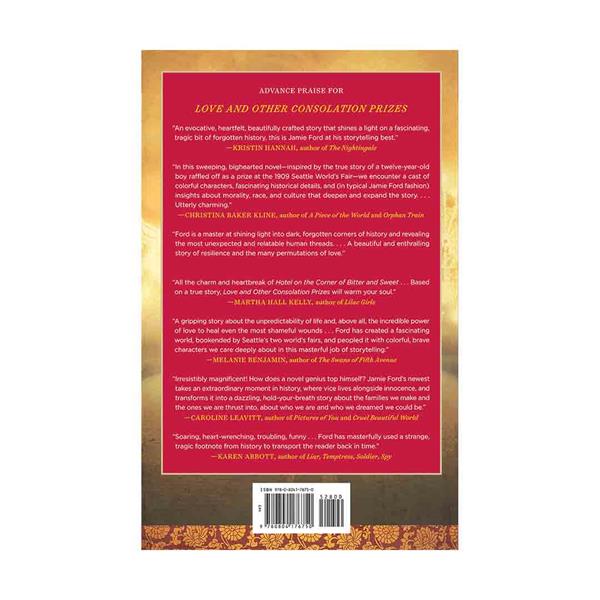 ADVANCE PRAISE FOR
LOVE AND OTHER CONSOLATION PRIZES
"An evocative, heartfelt, beautifully crafted story that shines a light on a fascinating,
tragic bit of forgotten history, this is Jamie Ford at his storytelling best."
—KRISTIN HANNAH, author of The Nightingale
"In this sweeping, bighearted novel—inspired by the true story of a twelve-year-old
boy raffled off as a prize at the 1909 Seattle World's Fair—we encounter a cast of
colorful characters, fascinating historical details, and (in typical Jamie Ford fashion)
insights about morality, race, and culture that deepen and expand the story. . . .
Utterly charming."
—CHRISTINA BAKER KLINE, author of A Piece of the World and Orphan Train
"Ford is a master at shining light into dark, forgotten corners of history and revealing
the most unexpected and relatable human threads. . . . A beautiful and enthralling
story of resilience and the many permutations of love."
"All the charm and heartbreak of Hotel on the Corner of Bitter and Sweet . . . Based
on a true story, Love and Other Consolation Prizes will warm your soul."
—MARTHA HALL KELLY, author of Lilac Girls
"A gripping story about the unpredictability of life and, above all, the incredible power
of love to heal even the most shameful wounds . . . Ford has created a fascinating
world, bookended by Seattle's two world's fairs, and peopled it with colorful, brave
characters we care deeply about in this masterful job of storytelling."
—MELANIE BENJAMIN, author of The Swans of Fifth Avenue
"Irresistibly magnificent! How does a novel genius top himself? Jamie Ford's newest
takes an extraordinary moment in history, where vice lives alongside innocence, and
transforms it into a dazzling, hold-your-breath story about the families we make and
the ones we are thrust into, about who we are and who we dreamed we could be."
—CAROLINE LEAVITT, author of Pictures of You and Cruel Beautiful World
"Soaring, heart-wrenching, troubling, funny . . . Ford has masterfully used a strange,
tragic footnote from history to transport the reader back in time."
—KAREN ABBOTT, author of Liar, Temptress, Soldier, Spy
ISBN 978-0-8041-7675-0
52800
9 780804 176750